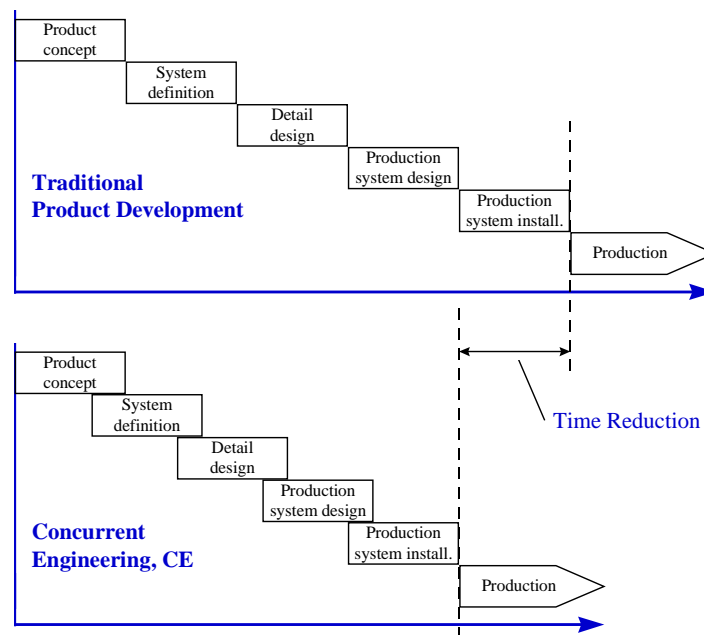 Product
concept
System
definition
Detail
design
Production
system design
Traditional
Product Development
Production
system install.
Production
Product
concept
System
definition
Time Reduction
Detail
design
Production
system design
Concurrent
Engineering, CE
Production
system install.
Production